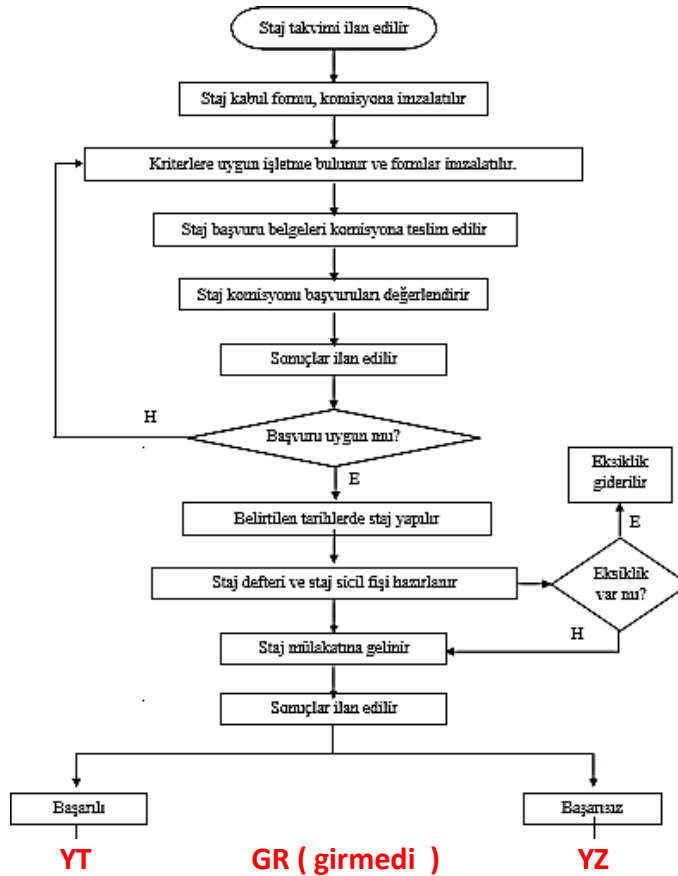 Staj takvimi ilan edilir
Staj kabul formu, komisyona imzalatılır
Kriterlere uygun işletme bulunur ve formlar imzalatılır.
Staj başvuru belgeleri komisyona teslim edilir
Staj komisyonu başvuruları değerlendirir
Sonuçlar ilan edilir
H
Başvuru uygun mu?
E
Eksiklik
giderilir
Belirtilen tarihlerde staj yapılır
E
Staj defteri ve staj sicil fişi hazırlanır
Eksiklik
var mı?
H
Staj mülakatına gelinir
Sonuçlar ilan edilir
Başarılı
Başarısız
YT
GR ( girmedi )
YZ